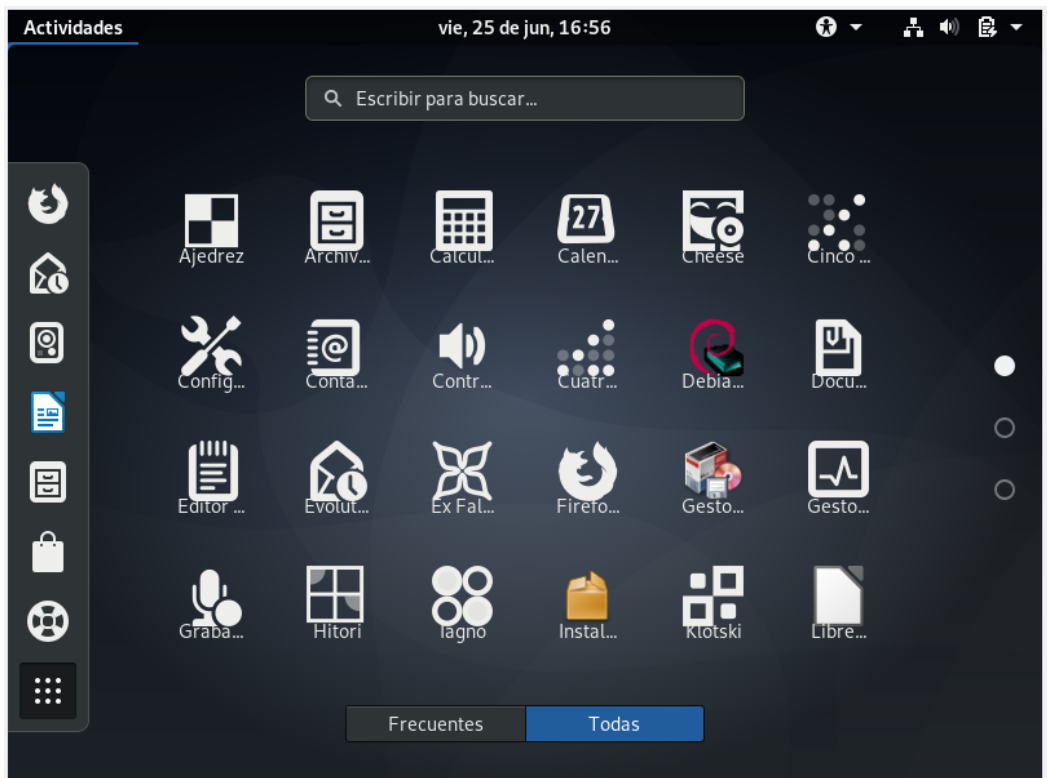 Actividades
vie, 25 de jun, 16:56
Escribir para buscar...
Ajedrez
Archiv...
Calcul...
Calen...
Cheese
Cinco ...
Config...
Conta...
Contr...
Cuatr...
Debia...
Docu...
Editor ...
Evolut...
Ex Fal...
Firefo...
Gesto...
Gesto...
Graba...
Hitori
Iagno
Instal...
Klotski
Libre...
Frecuentes
Todas
27